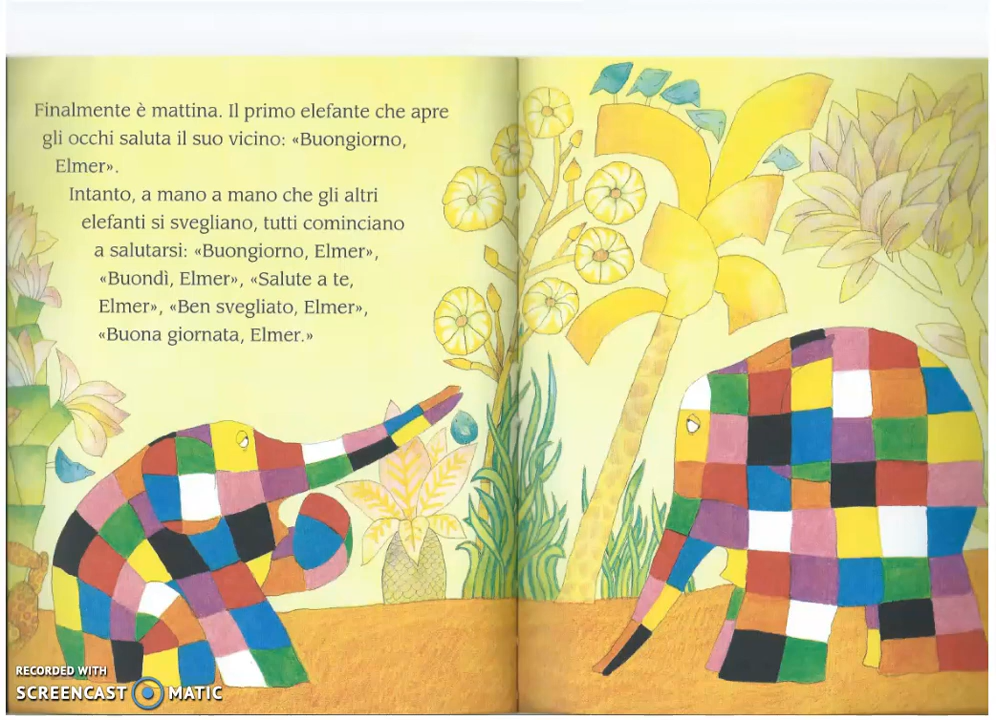 Finalmente è mattina. Il primo elefante che apre
gli occhi saluta il suo vicino: «Buongiorno,
Elmer».
Intanto, a mano a mano che gli altri
elefanti si svegliano, tutti cominciano
a salutarsi: «Buongiorno, Elmer»,
«Buondì, Elmer», «Salute a te,
Elmer», «Ben svegliato, Elmer»,
«Buona giornata, Elmer.»
RECORDED WITH
SCREENCAST MATIC